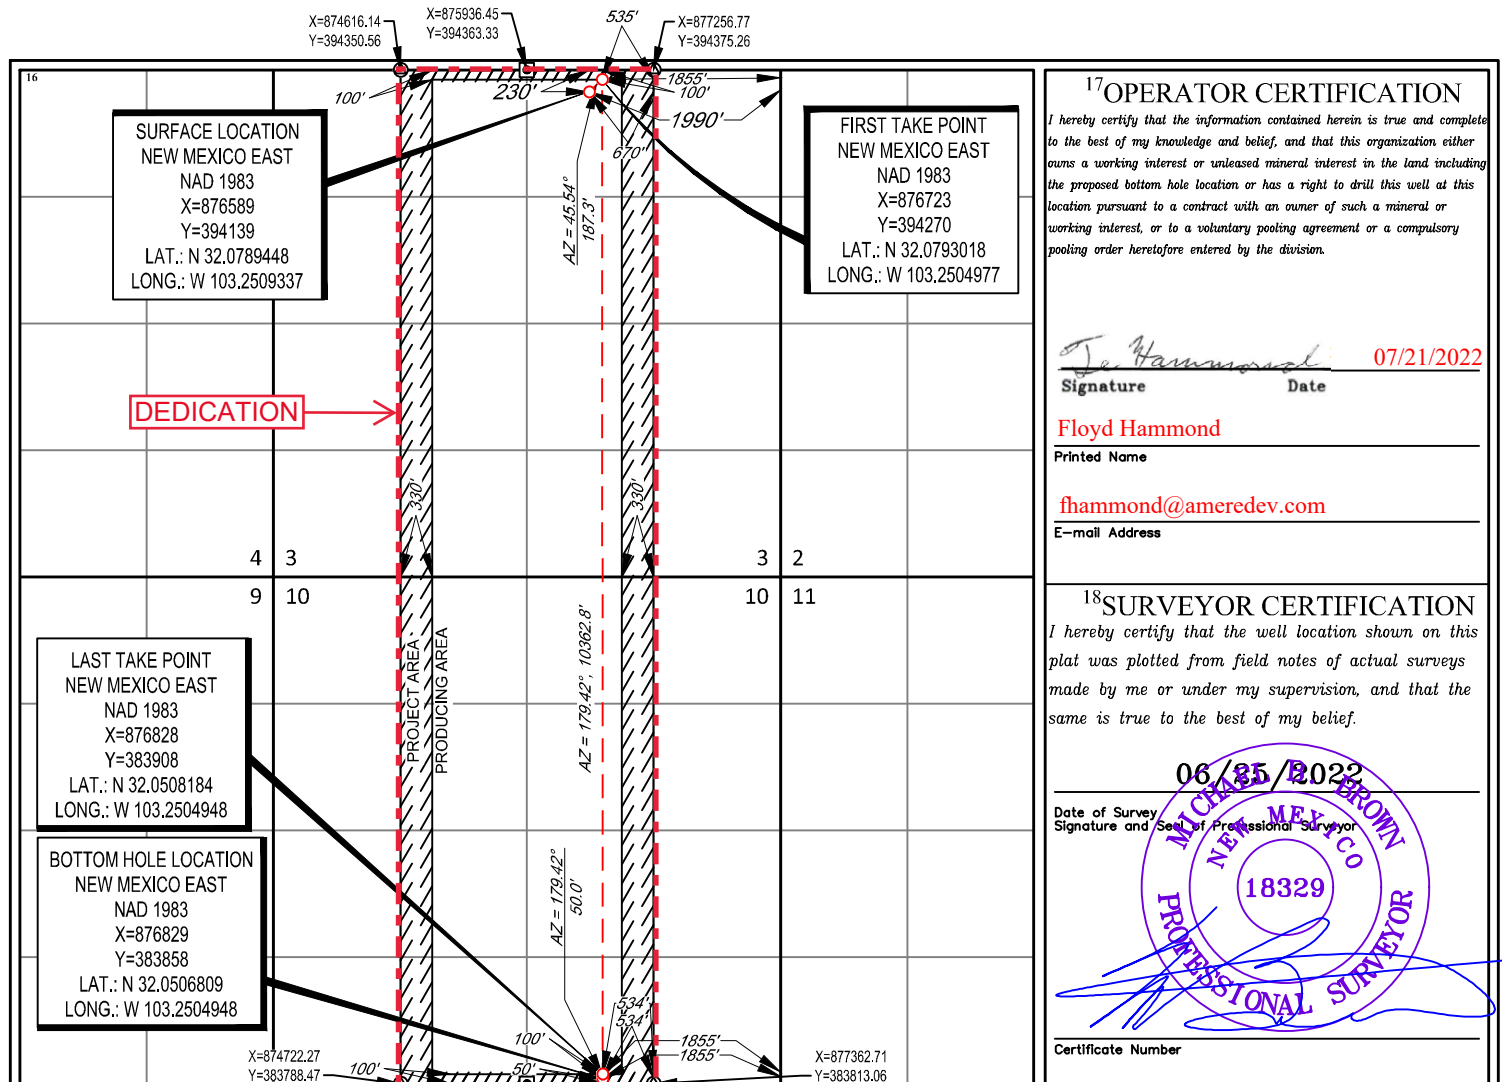 X=874616.14
Y=394350.56
X=875936.45
Y=394363.33
535'
X=877256.77
Y=394375.26
16
100'
230'
1855'
100'
1990'
670'
SURFACE LOCATION
NEW MEXICO EAST
NAD 1983
X=876589
Y=394139
LAT.: N 32.0789448
LONG.: W 103.2509337
AZ = 45.54°
187.3'
FIRST TAKE POINT
NEW MEXICO EAST
NAD 1983
X=876723
Y=394270
LAT.: N 32.0793018
LONG.: W 103.2504977
DEDICATION
330'
330'
4 3
3 2
9 10
10 11
PROJECT AREA
PRODUCING AREA
AZ = 179.42°, 10362.8'
LAST TAKE POINT
NEW MEXICO EAST
NAD 1983
X=876828
Y=383908
LAT.: N 32.0508184
LONG.: W 103.2504948
BOTTOM HOLE LOCATION
NEW MEXICO EAST
NAD 1983
X=876829
Y=383858
LAT.: N 32.0506809
LONG.: W 103.2504948
AZ = 179.42°
50.0'
534'
534'
100'
1855'
1855'
X=874722.27
Y=383788.47
100'
50'
X=877362.71
Y=383813.06
17OPERATOR CERTIFICATION
I hereby certify that the information contained herein is true and complete
to the best of my knowledge and belief, and that this organization either
owns a working interest or unleased mineral interest in the land including
the proposed bottom hole location or has a right to drill this well at this
location pursuant to a contract with an owner of such a mineral or
working interest, or to a voluntary pooling agreement or a compulsory
pooling order heretofore entered by the division.
07/21/2022
Signature Date
Floyd Hammond
Printed Name
fhammond@ameredev.com
E-mail Address
18SURVEYOR CERTIFICATION
I hereby certify that the well location shown on this
plat was plotted from field notes of actual surveys
made by me or under my supervision, and that the
same is true to the best of my belief.
06/25/2022
Date of Survey
Signature and Seal of Professional Surveyor
MICHAEL B. BROWN
NEW MEXICO
18329
PROFESSIONAL SURVEYOR
Certificate Number